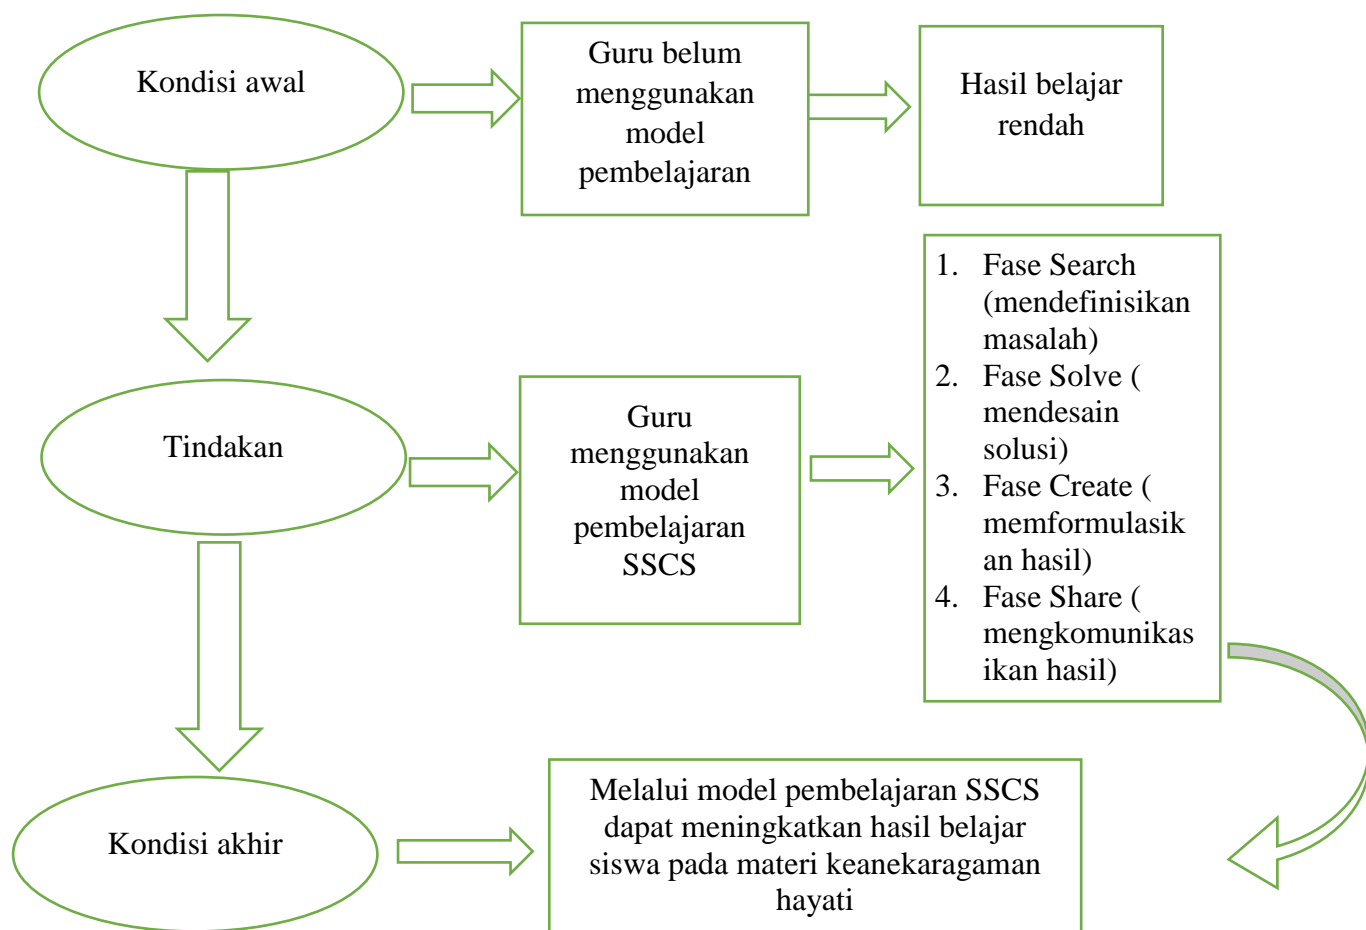 Kondisi awal
Guru belum
menggunakan
model
pembelajaran
Hasil belajar
rendah
Tindakan
Guru
menggunakan
model
pembelajaran
SSCS
1. Fase Search
(mendefinisikan
masalah)
2. Fase Solve (
mendesain
solusi)
3. Fase Create (
memformulasik
an hasil)
4. Fase Share (
mengkomunikas
ikan hasil)
Kondisi akhir
Melalui model pembelajaran SSCS
dapat meningkatkan hasil belajar
siswa pada materi keanekaragaman
hayati